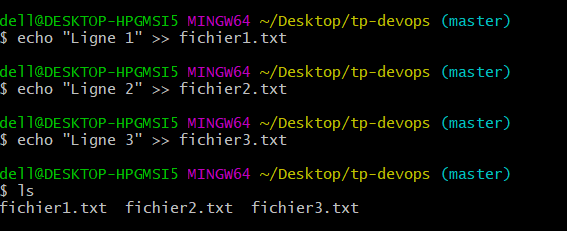 dell@DESKTOP-HPGMSI5 MINGW64 ~/Desktop/tp-devops (master)
$ echo "Ligne 1" >> fichier1.txt
dell@DESKTOP-HPGMSI5 MINGW64 ~/Desktop/tp-devops (master)
$ echo "Ligne 2" >> fichier2.txt
dell@DESKTOP-HPGMSI5 MINGW64 ~/Desktop/tp-devops (master)
$ echo "Ligne 3" >> fichier3.txt
dell@DESKTOP-HPGMSI5 MINGW64 ~/Desktop/tp-devops (master)
$ ls
fichier1.txt  fichier2.txt  fichier3.txt